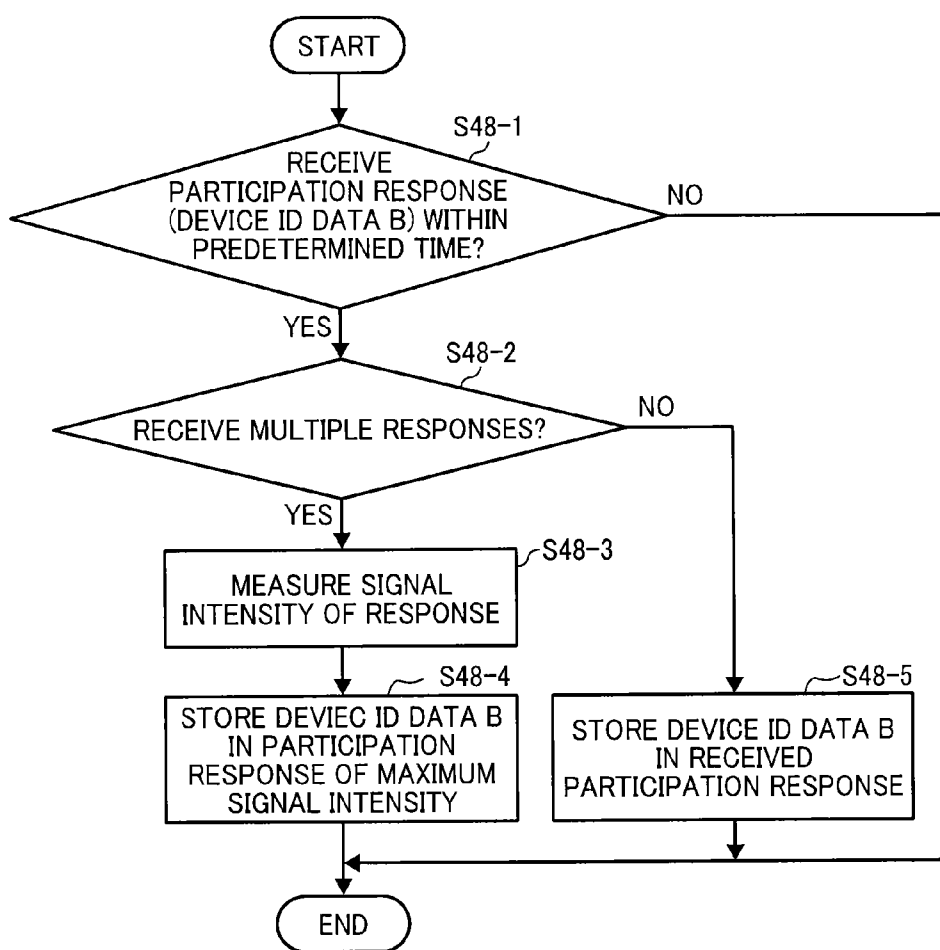 START
S48-1
RECEIVE
PARTICIPATION RESPONSE
(DEVICE ID DATA B) WITHIN
PREDETERMINED TIME?
NO
YES
S48-2
RECEIVE MULTIPLE RESPONSES?
NO
YES
S48-3
MEASURE SIGNAL
INTENSITY OF RESPONSE
S48-4
STORE DEVIEC ID DATA B
IN PARTICIPATION
RESPONSE OF MAXIMUM
SIGNAL INTENSITY
S48-5
STORE DEVICE ID DATA B
IN RECEIVED
PARTICIPATION RESPONSE
END